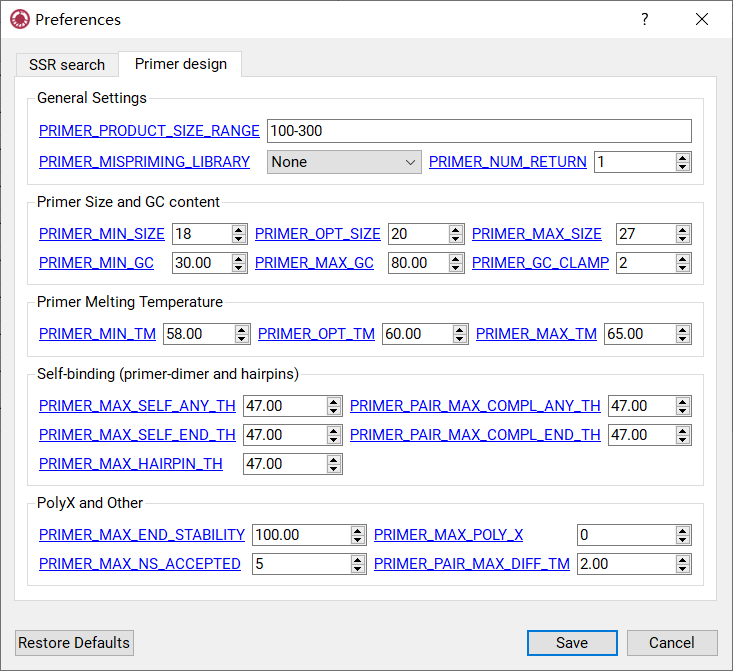 Preferences ?
SSR search Primer design
General Settings
PRIMER_PRODUCT_SIZE_RANGE 100-300
PRIMER_MISPRIMING_LIBRARY None PRIMER_NUM_RETURN 1
Primer Size and GC content
PRIMER_MIN_SIZE 18 PRIMER_OPT_SIZE 20 PRIMER_MAX_SIZE 27
PRIMER_MIN_GC 30.00 PRIMER_MAX_GC 80.00 PRIMER_GC_CLAMP 2
Primer Melting Temperature
PRIMER_MIN_TM 58.00 PRIMER_OPT_TM 60.00 PRIMER_MAX_TM 65.00
Self-binding (primer-dimer and hairpins)
PRIMER_MAX_SELF_ANY_TH 47.00 PRIMER_PAIR_MAX_COMPL_ANY_TH 47.00
PRIMER_MAX_SELF_END_TH 47.00 PRIMER_PAIR_MAX_COMPL_END_TH 47.00
PRIMER_MAX_HAIRPIN_TH 47.00
PolyX and Other
PRIMER_MAX_END_STABILITY 100.00 PRIMER_MAX_POLY_X 0
PRIMER_MAX_NS_ACCEPTED 5 PRIMER_PAIR_MAX_DIFF_TM 2.00
Restore Defaults Save Cancel